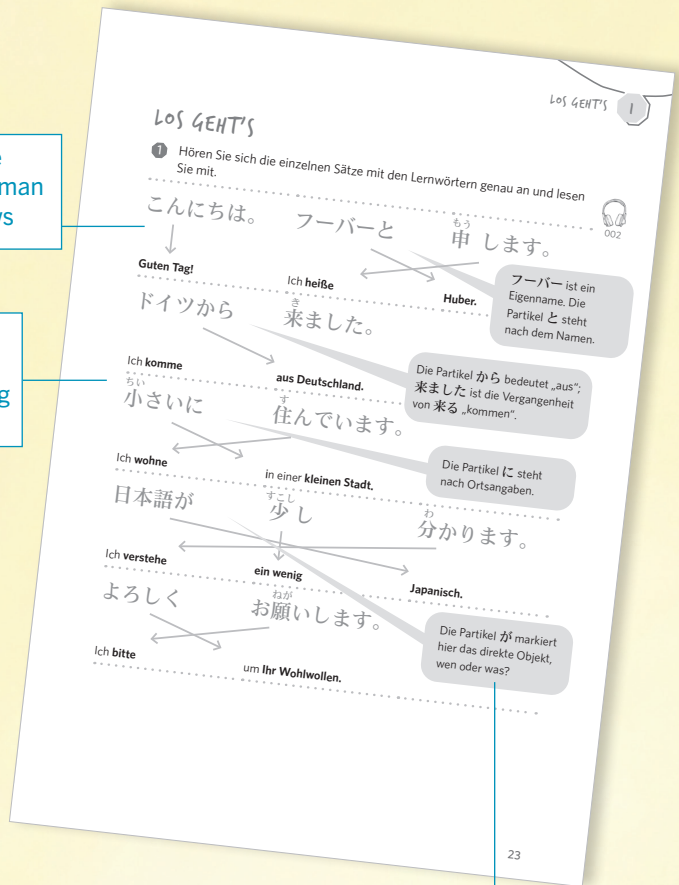 LOS GEHT'S 1
LOS GEHT'S
1 Hören Sie sich die einzelnen Sätze mit den Lernwörtern genau an und lesen
Sie mit.
002
こんにちは。 フーバーと 申します。
もう
Guten Tag! Ich heiße Huber.
フーバー ist ein
Eigenname. Die
Partikel と steht
nach dem Namen.
ドイツから 来ました。
き
Ich komme aus Deutschland.
Die Partikel から bedeutet „aus“;
来ました ist die Vergangenheit
von 来る „kommen“.
小さいに 住んでいます。
ちい す
Ich wohne in einer kleinen Stadt.
Die Partikel に steht
nach Ortsangaben.
日本語が 少し 分かります。
すこし わ
Ich verstehe ein wenig Japanisch.
よろしく お願いします。
ねが
Ich bitte um Ihr Wohlwollen.
Die Partikel が markiert
hier das direkte Objekt,
wen oder was?
23
man